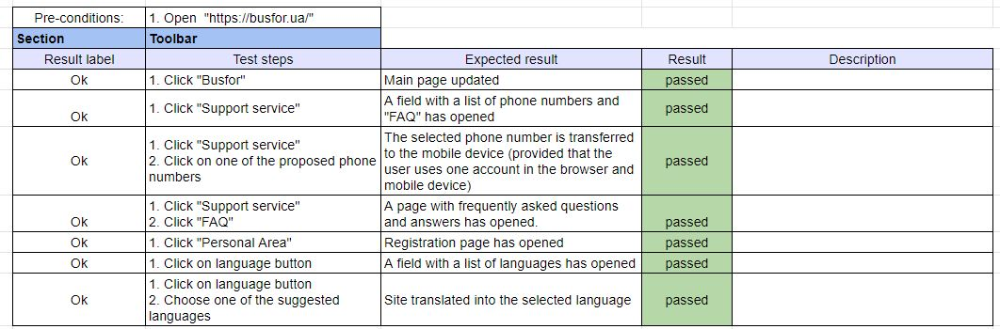 Pre-conditions: 1. Open "https://busfor.ua/"
Section Toolbar
Result label Test steps Expected result Result Description
Ok 1. Click "Busfor" Main page updated passed
Ok 1. Click "Support service" A field with a list of phone numbers and
"FAQ" has opened passed
Ok 1. Click "Support service"
2. Click on one of the proposed phone
numbers The selected phone number is transferred
to the mobile device (provided that the
user uses one account in the browser and
mobile device) passed
Ok 1. Click "Support service"
2. Click "FAQ" A page with frequently asked questions
and answers has opened. passed
Ok 1. Click "Personal Area" Registration page has opened passed
Ok 1. Click on language button A field with a list of languages has opened passed
Ok 1. Click on language button
2. Choose one of the suggested
languages Site translated into the selected language passed